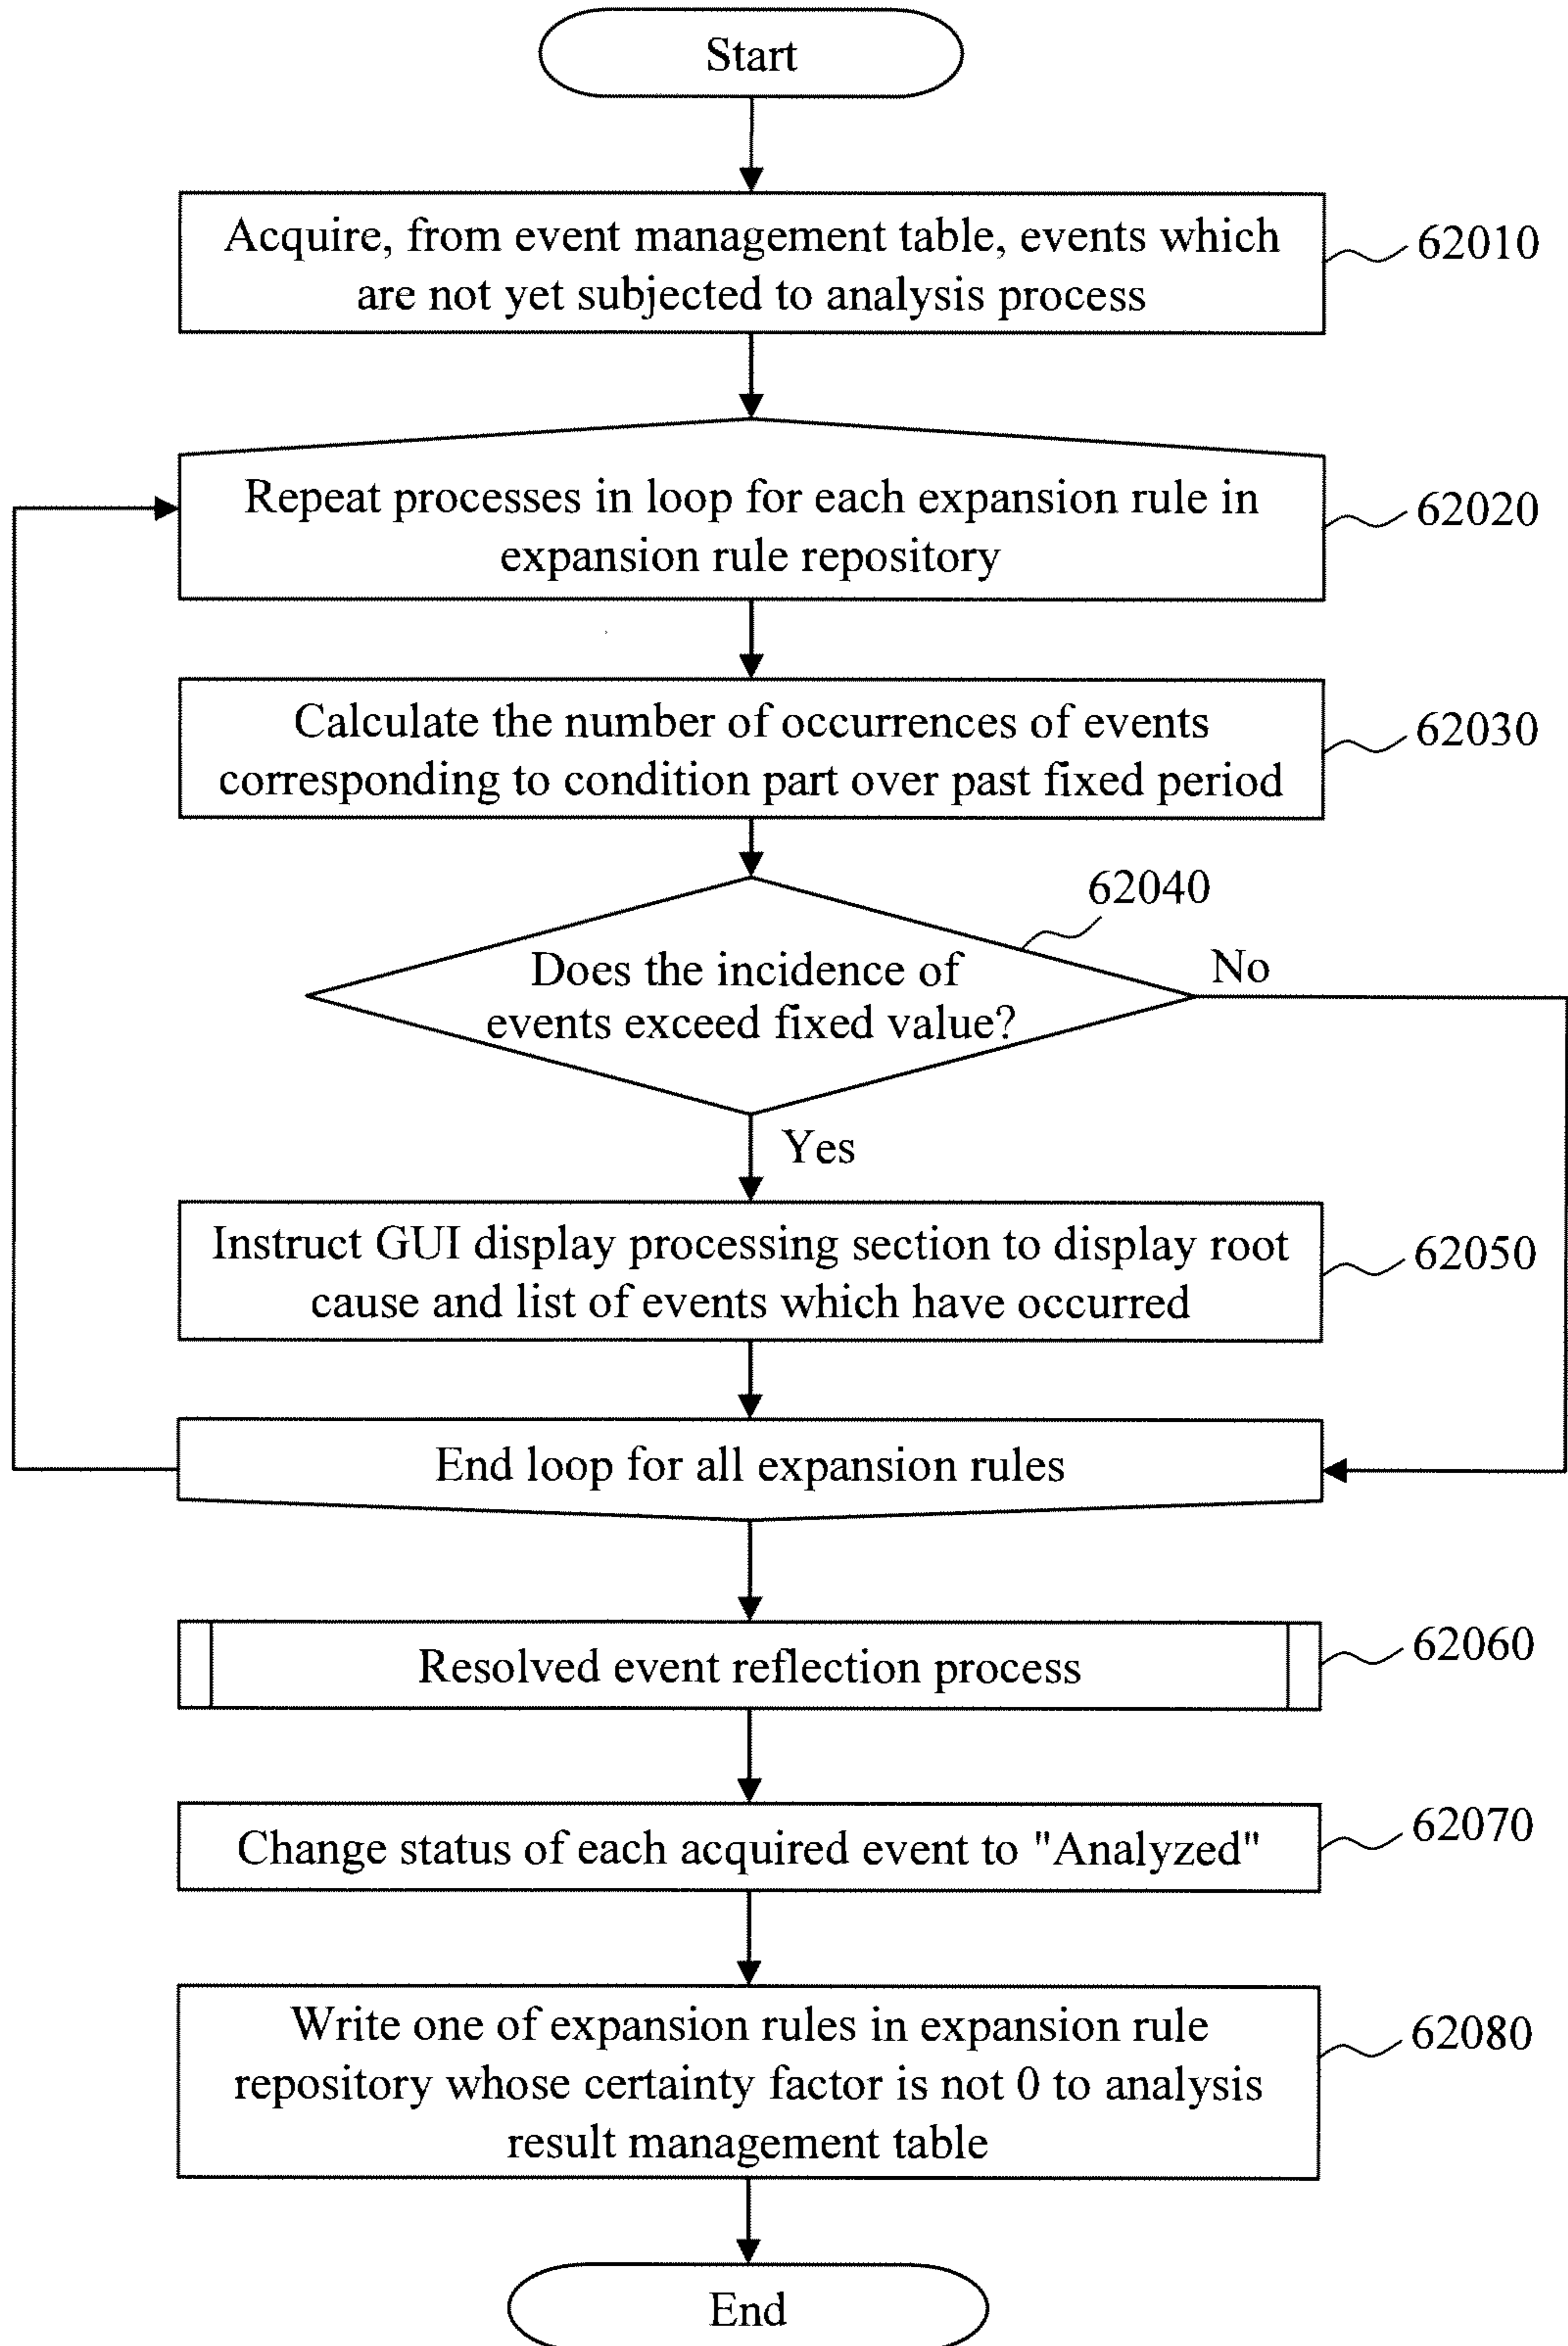 Start
Acquire, from event management table, events which
are not yet subjected to analysis process
62010
Repeat processes in loop for each expansion rule in
expansion rule repository
62020
Calculate the number of occurrences of events
corresponding to condition part over past fixed period
62030
62040
Does the incidence of
events exceed fixed value?
No
Yes
Instruct GUI display processing section to display root
cause and list of events which have occurred
62050
End loop for all expansion rules
Resolved event reflection process
62060
Change status of each acquired event to "Analyzed"
62070
Write one of expansion rules in expansion rule
repository whose certainty factor is not 0 to analysis
result management table
62080
End